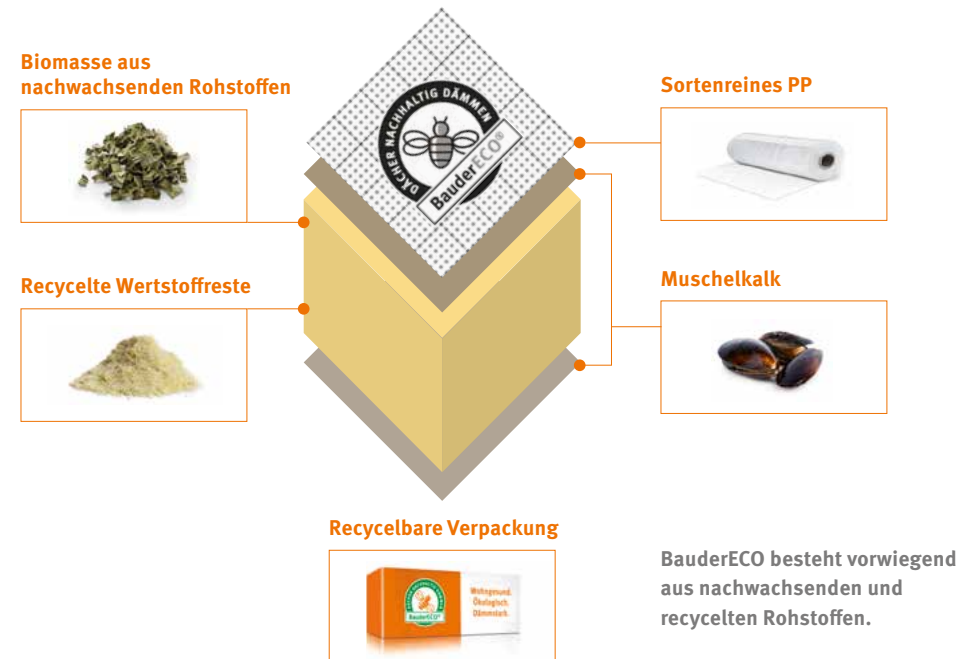 Biomasse aus
nachwachsenden Rohstoffen
Sortenreines PP
DÄCHER NACHHALTIG DÄMMEN
BauderECO®
Recycelte Wertstoffreste
Muschelkalk
Recycelbare Verpackung
Wohngesund.
Ökologisch.
Dämmstark.
BauderECO®
BauderECO besteht vorwiegend
aus nachwachsenden und
recycelten Rohstoffen.